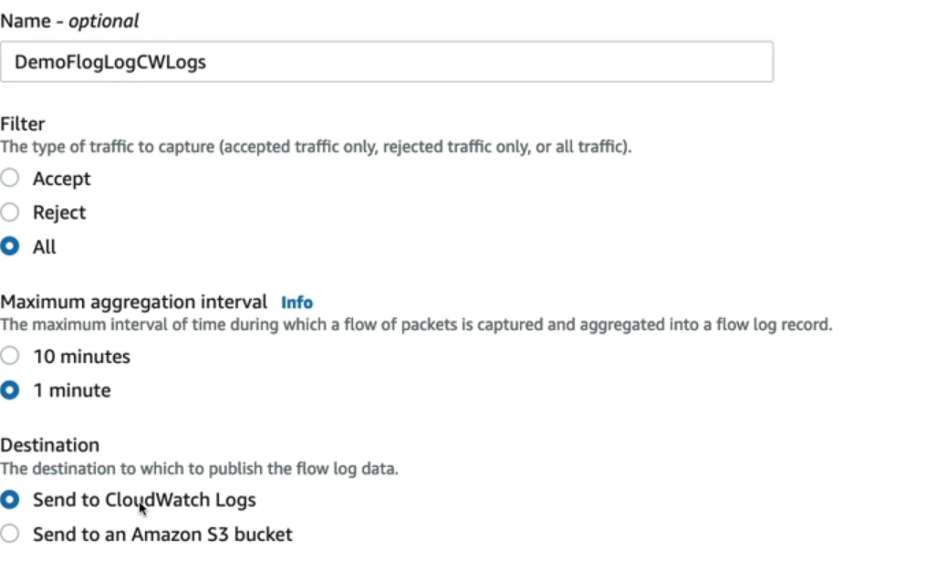 Name - optional
DemoFlogLogCWLogs
Filter
The type of traffic to capture (accepted traffic only, rejected traffic only, or all traffic).
Accept
Reject
All
Maximum aggregation interval Info
The maximum interval of time during which a flow of packets is captured and aggregated into a flow log record.
10 minutes
1 minute
Destination
The destination to which to publish the flow log data.
Send to CloudWatch Logs
Send to an Amazon S3 bucket